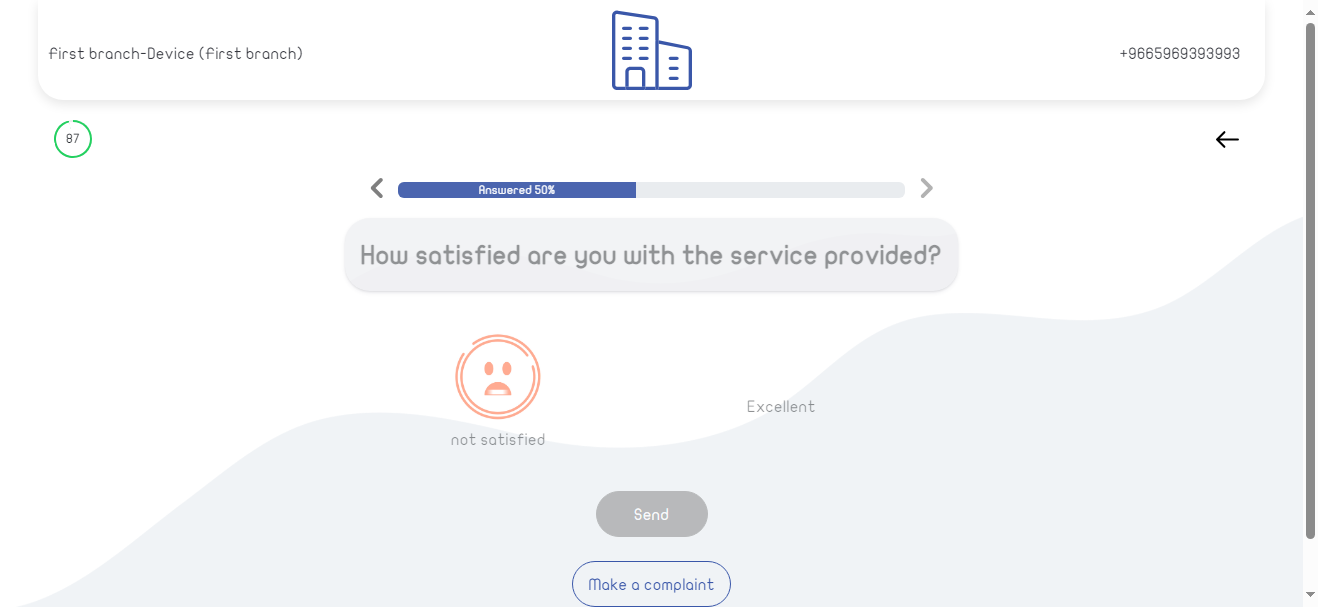 First branch-Device (First branch)
+9665969393993
87
Answered 50%
How satisfied are you with the service provided?
Excellent
not satisfied
Send
Make a complaint